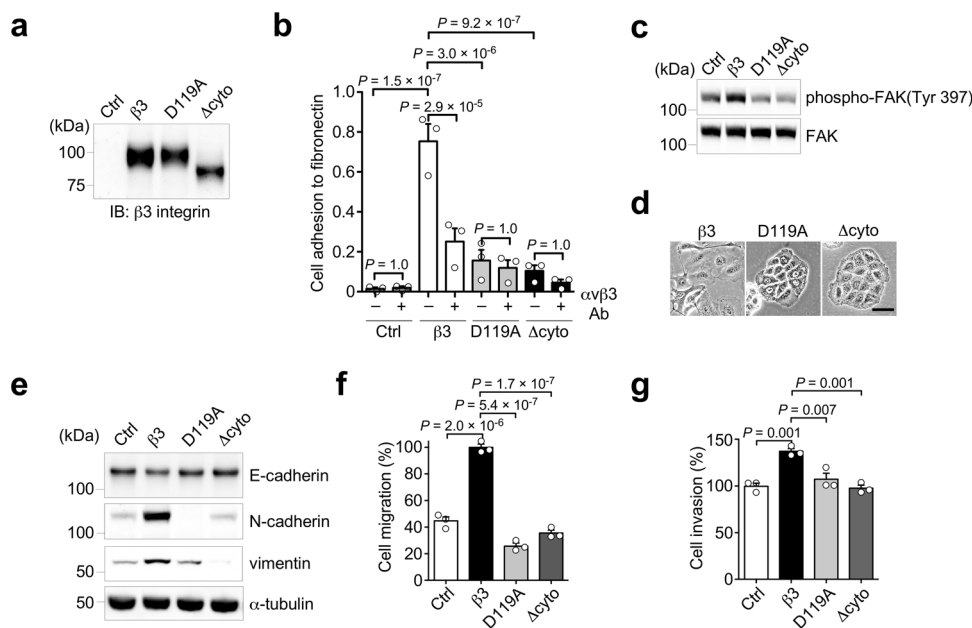 a
Ctrl
β3
D119A
Δcyto
(kDa)
100
75
IB: β3 integrin
b
P = 9.2 × 10⁻⁷
P = 3.0 × 10⁻⁶
P = 1.5 × 10⁻⁷
P = 2.9 × 10⁻⁵
1.0
0.8
0.6
0.4
0.2
0
Cell adhesion to fibronectin
P = 1.0
P = 1.0
P = 1.0
– + – + – + – +
αvβ3
Ab
Ctrl
β3
D119A
Δcyto
c
Ctrl
β3
D119A
Δcyto
(kDa)
100
phospho-FAK(Tyr 397)
100
FAK
d
β3
D119A
Δcyto
e
Ctrl
β3
D119A
Δcyto
(kDa)
100
E-cadherin
100
N-cadherin
50
vimentin
50
α-tubulin
f
P = 1.7 × 10⁻⁷
P = 5.4 × 10⁻⁷
P = 2.0 × 10⁻⁶
100
80
60
40
20
0
Cell migration (%)
Ctrl
β3
D119A
Δcyto
g
P = 0.001
P = 0.007
P = 0.001
150
100
50
0
Cell invasion (%)
Ctrl
β3
D119A
Δcyto